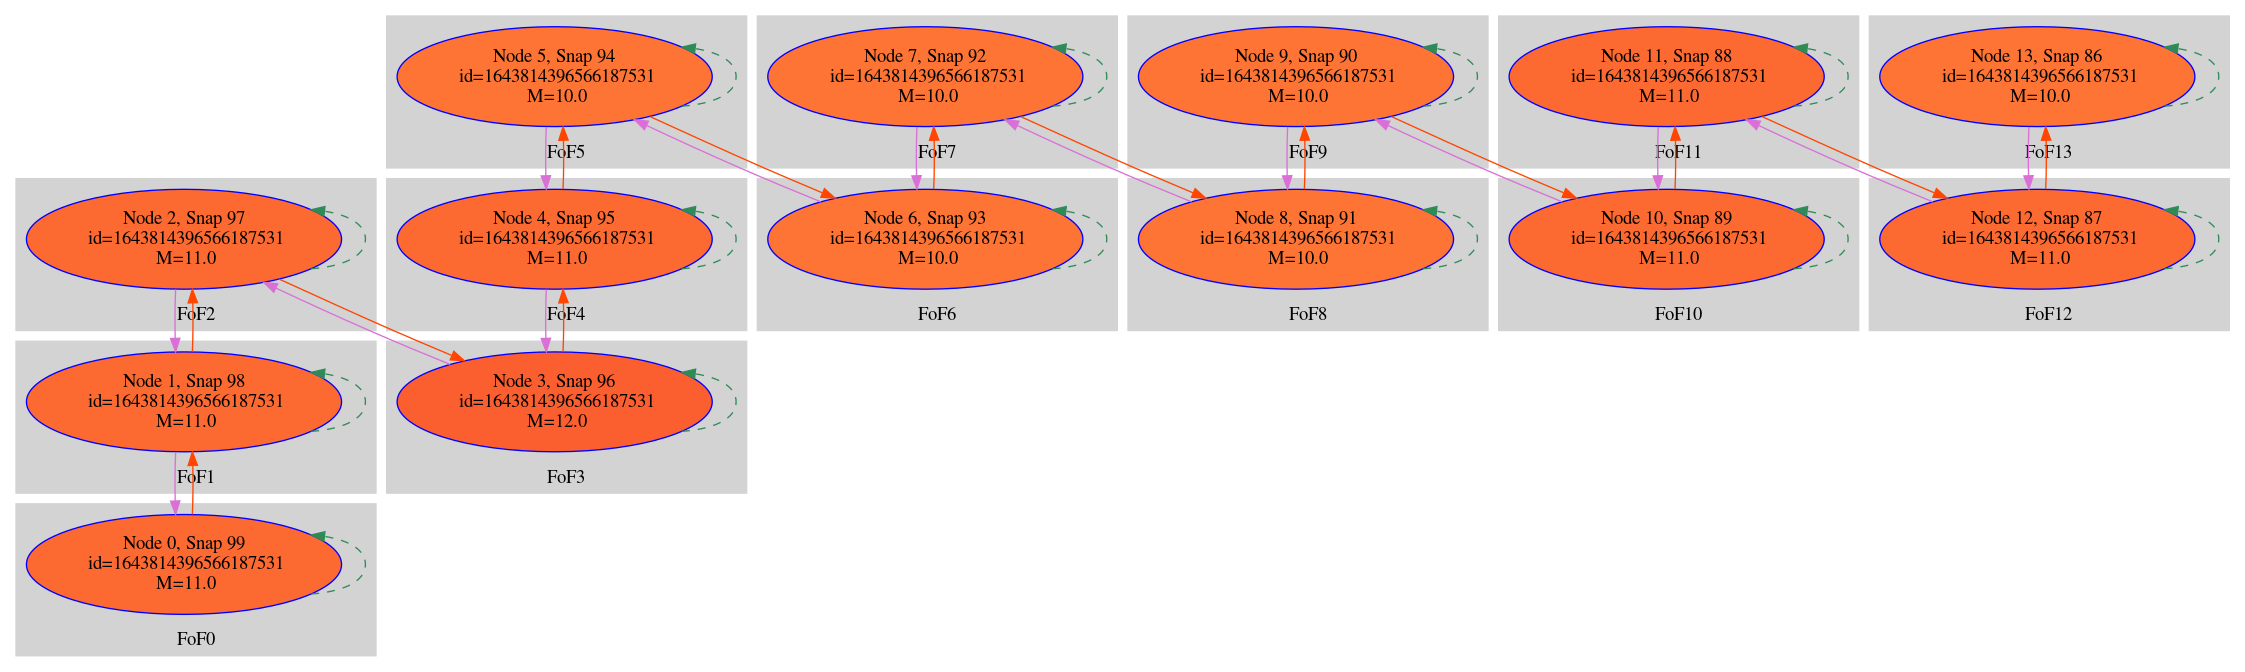 Node 5, Snap 94
id=1643814396566187531
M=10.0
FoF5
Node 7, Snap 92
id=1643814396566187531
M=10.0
FoF7
Node 9, Snap 90
id=1643814396566187531
M=10.0
FoF9
Node 11, Snap 88
id=1643814396566187531
M=11.0
FoF11
Node 13, Snap 86
id=1643814396566187531
M=10.0
FoF13
Node 2, Snap 97
id=1643814396566187531
M=11.0
FoF2
Node 4, Snap 95
id=1643814396566187531
M=11.0
FoF4
Node 6, Snap 93
id=1643814396566187531
M=10.0
FoF6
Node 8, Snap 91
id=1643814396566187531
M=10.0
FoF8
Node 10, Snap 89
id=1643814396566187531
M=11.0
FoF10
Node 12, Snap 87
id=1643814396566187531
M=11.0
FoF12
Node 1, Snap 98
id=1643814396566187531
M=11.0
FoF1
Node 3, Snap 96
id=1643814396566187531
M=12.0
FoF3
Node 0, Snap 99
id=1643814396566187531
M=11.0
FoF0